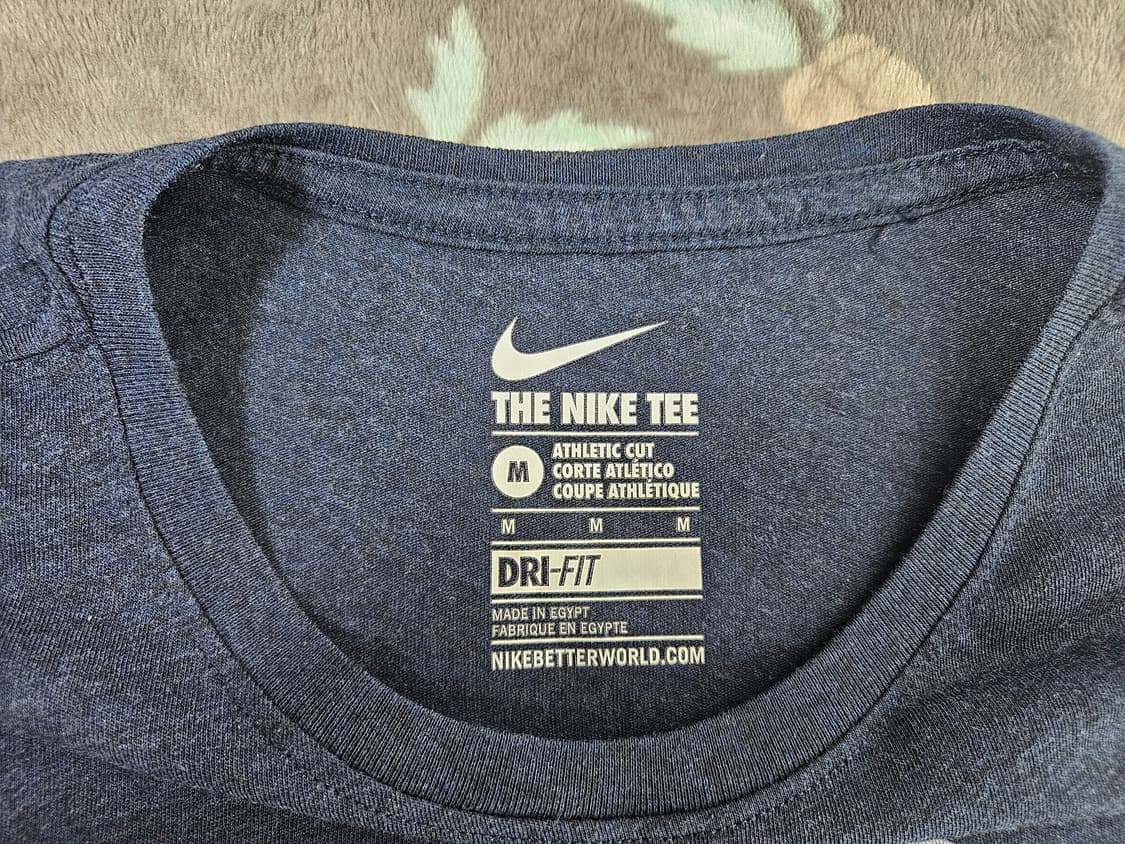 THE NIKE TEE
M
ATHLETIC CUT
CORTE ATLÉTICO
COUPE ATHLÉTIQUE
M M M
DRI-FIT
MADE IN EGYPT
FABRIQUE EN EGYPTE
NIKEBETTERWORLD.COM